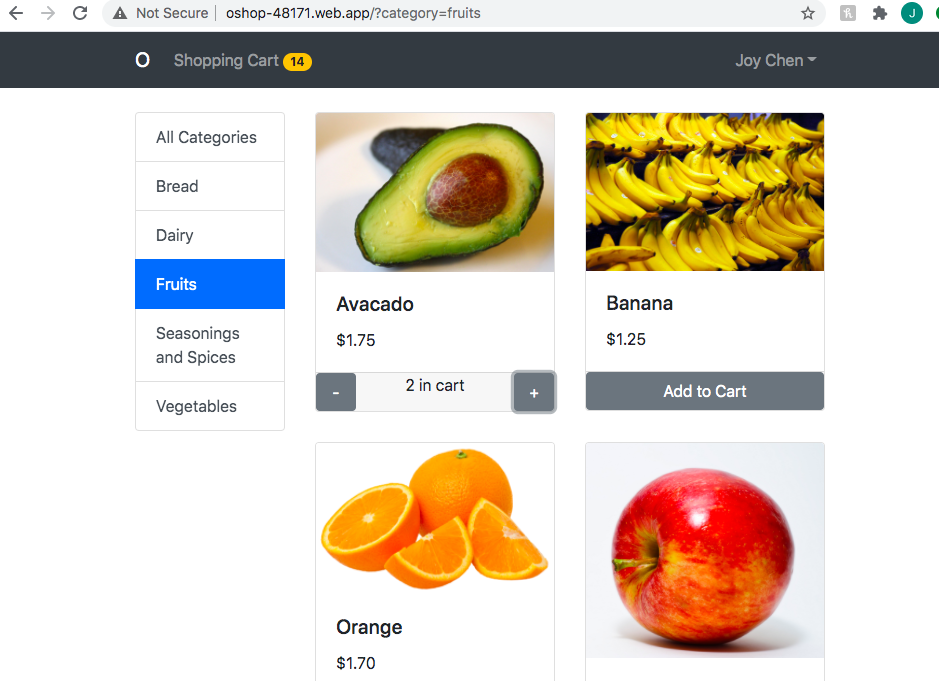 Not Secure | oshop-48171.web.app/?category=fruits
J
O Shopping Cart 14 Joy Chen
All Categories
Bread
Dairy
Fruits
Seasonings
and Spices
Vegetables
Avacado
$1.75
- 2 in cart +
Banana
$1.25
Add to Cart
Orange
$1.70